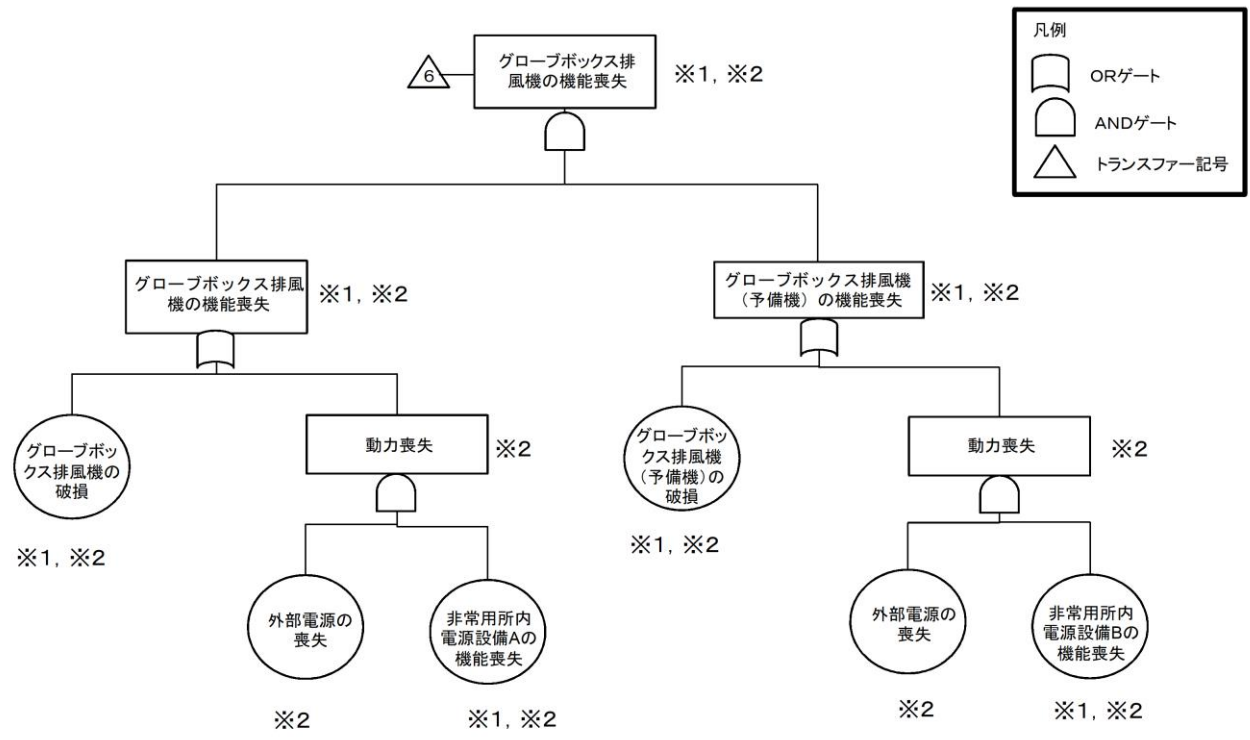 グローブボックス排
風機の機能喪失
※1, ※2
6
凡例
ORゲート
ANDゲート
トランスファー記号
グローブボックス排風
機の機能喪失
※1, ※2
グローブボックス排風機
(予備機)の機能喪失
※1, ※2
グローブボッ
クス排風機の
破損
※1, ※2
動力喪失
※2
グローブボッ
クス排風機
(予備機)の
破損
※1, ※2
動力喪失
※2
外部電源の
喪失
※2
非常用所内
電源設備Aの
機能喪失
※1, ※2
外部電源の
喪失
※2
非常用所内
電源設備Bの
機能喪失
※1, ※2